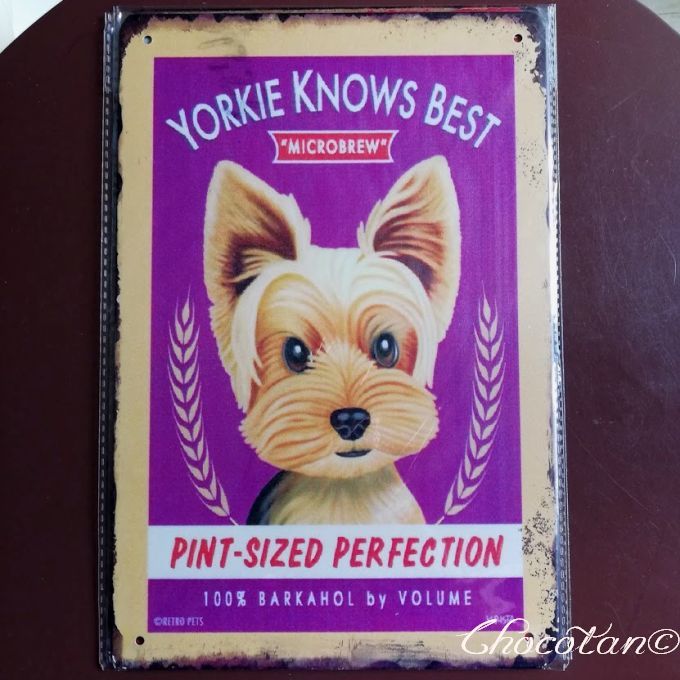 YORKIE KNOWS BEST
"MICROBREW"
PINT-SIZED PERFECTION
100% BARKAHOL by VOLUME
©RETRO PETS
Chocotan©